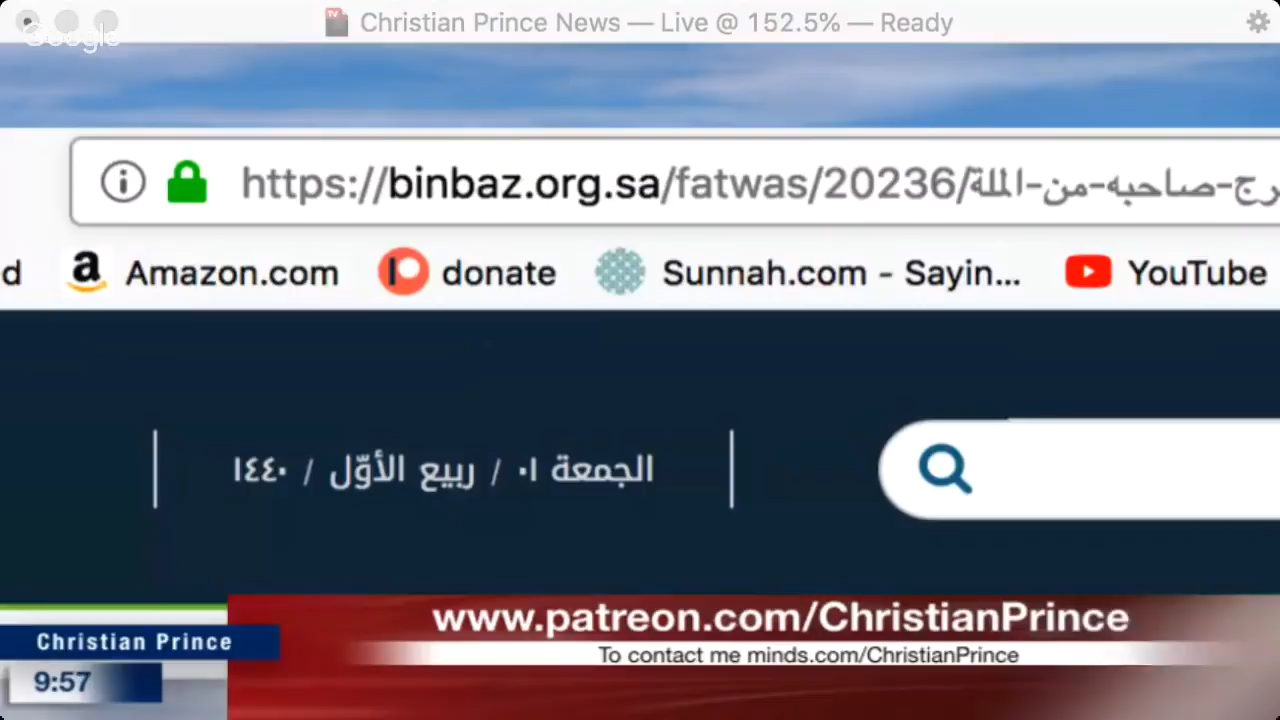 Christian Prince News — Live @ 152.5% — Ready
Google
https://binbaz.org.sa/fatwas/20236/رج-صاحبه-من-الملة
d Amazon.com donate Sunnah.com - Sayin... YouTube
الجمعة ٠١ / ربيع الأوّل / ١٤٤٠
www.patreon.com/ChristianPrince
To contact me minds.com/ChristianPrince
Christian Prince
9:57